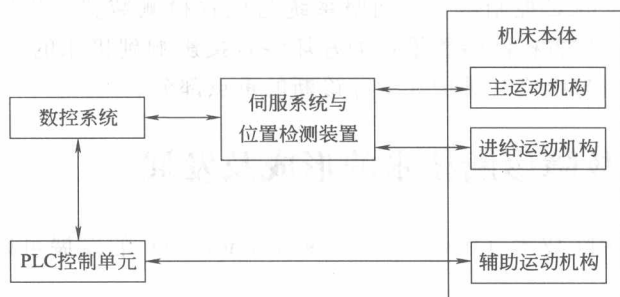 机床本体
伺服系统与
位置检测装置
主运动机构
数控系统
进给运动机构
PLC控制单元
辅助运动机构